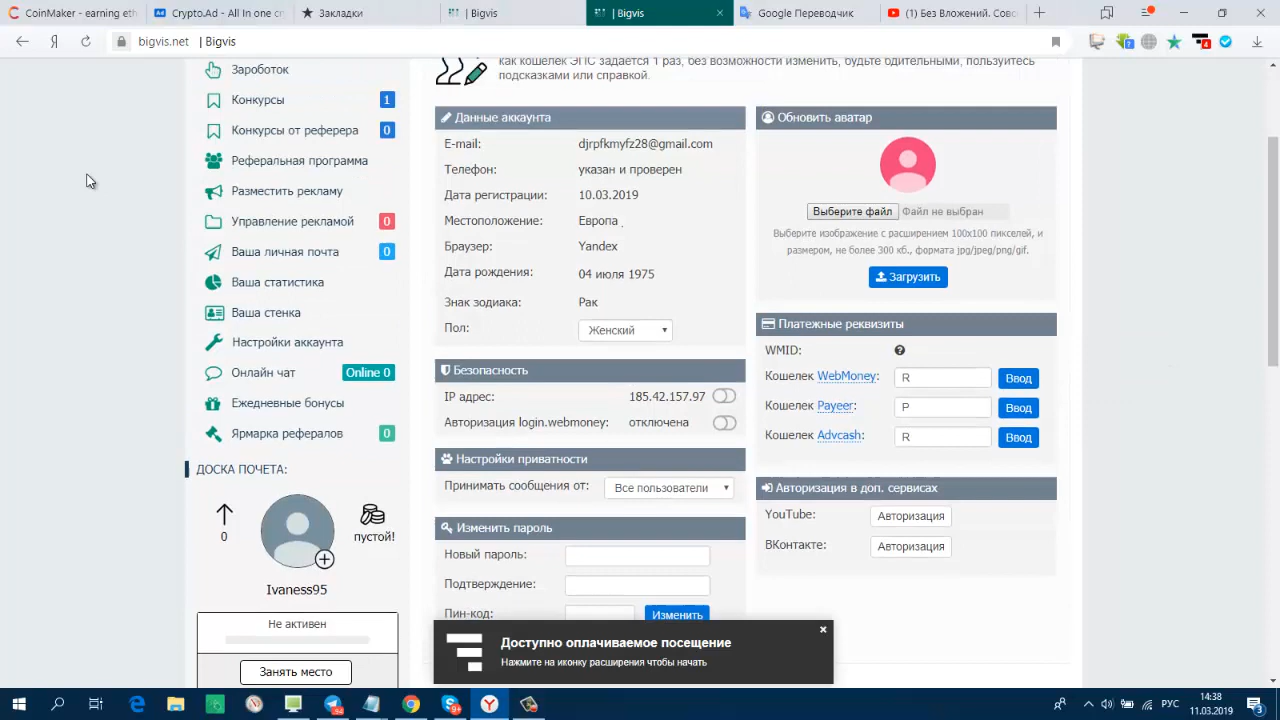 CoinMaker - earning eth
Crypto.Ad - All In one cr
Закладки
| Bigvis
| Bigvis
Google Переводчик
(1) Без Вложений. Совс
Я
bigvis.net | Bigvis
2
4
как кошелек ЭПС задается 1 раз, без возможности изменить, будьте бдительными, пользуйтесь
подсказками или справкой.
Зароботок
Конкурсы 1
Конкурсы от реферера 0
Реферальная программа
Разместить рекламу
Управление рекламой 0
Ваша личная почта 0
Ваша статистика
Ваша стенка
Настройки аккаунта
Онлайн чат Online 0
Ежедневные бонусы
Ярмарка рефералов 0
ДОСКА ПОЧЕТА:
0
пустой!
Ivaness95
Не активен
Занять место
Данные аккаунта
E-mail: djrpfkmyfz28@gmail.com
Телефон: указан и проверен
Дата регистрации: 10.03.2019
Местоположение: Европа
Браузер: Yandex
Дата рождения: 04 июля 1975
Знак зодиака: Рак
Пол: Женский
Безопасность
IP адрес: 185.42.157.97
Авторизация login.webmoney: отключена
Настройки приватности
Принимать сообщения от: Все пользователи
Изменить пароль
Новый пароль:
Подтверждение:
Пин-код: Изменить
Обновить аватар
Выберите файл Файл не выбран
Выберите изображение с расширением 100x100 пикселей, и
размером, не более 300 кб., формата jpg/jpeg/png/gif.
Загрузить
Платежные реквизиты
WMID:
Кошелек WebMoney: R Ввод
Кошелек Payeer: P Ввод
Кошелек Advcash: R Ввод
Авторизация в доп. сервисах
YouTube: Авторизация
ВКонтакте: Авторизация
Доступно оплачиваемое посещение
Нажмите на иконку расширения чтобы начать
РУС
14:38
11.03.2019
3